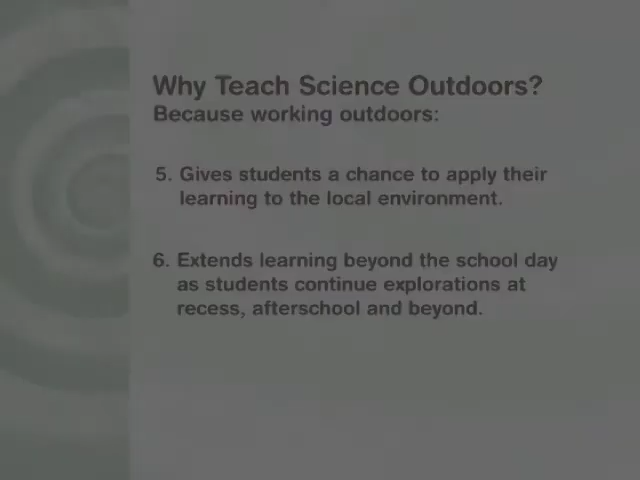 Why Teach Science Outdoors?
Because working outdoors:
5. Gives students a chance to apply their
learning to the local environment.
6. Extends learning beyond the school day
as students continue explorations at
recess, afterschool and beyond.